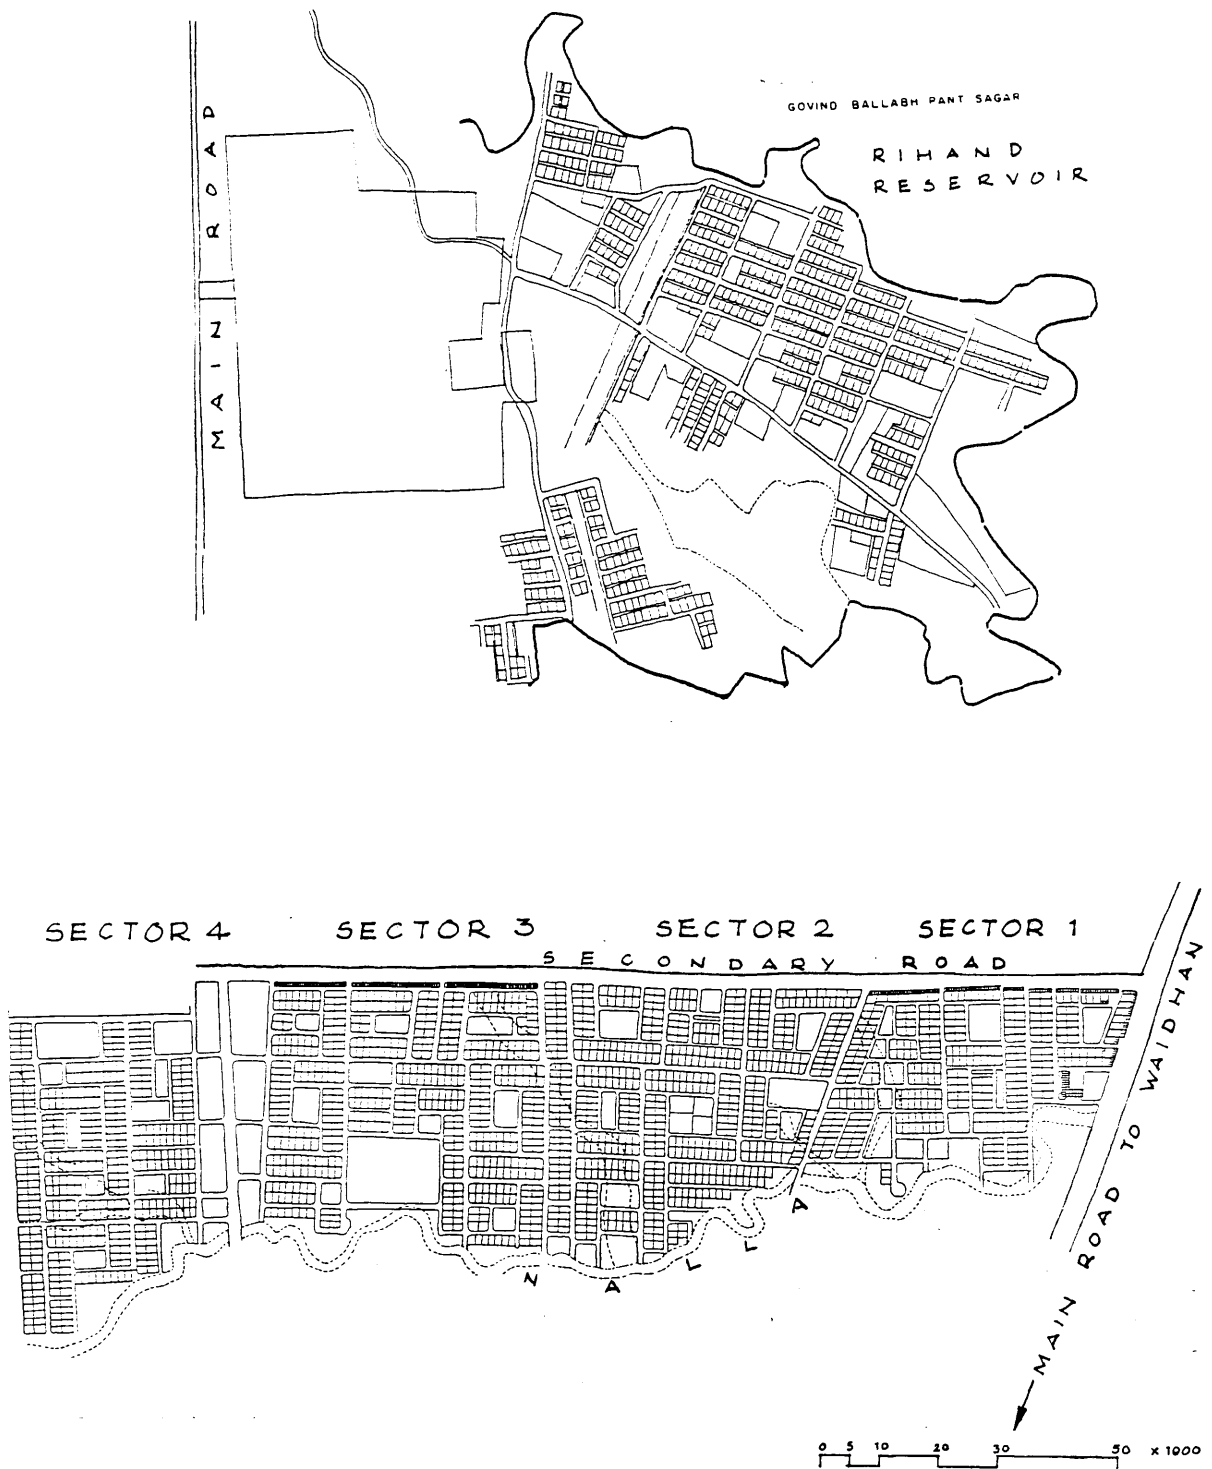 GOVIND BALLABH PANT SAGAR
RIHAND
RESERVOIR
MAIN ROAD
SECTOR 4
SECTOR 3
SECTOR 2
SECTOR 1
SECONDARY ROAD
NALLA
MAIN ROAD TO WAIDHAN
0 5 10 20 30 50 x 1000